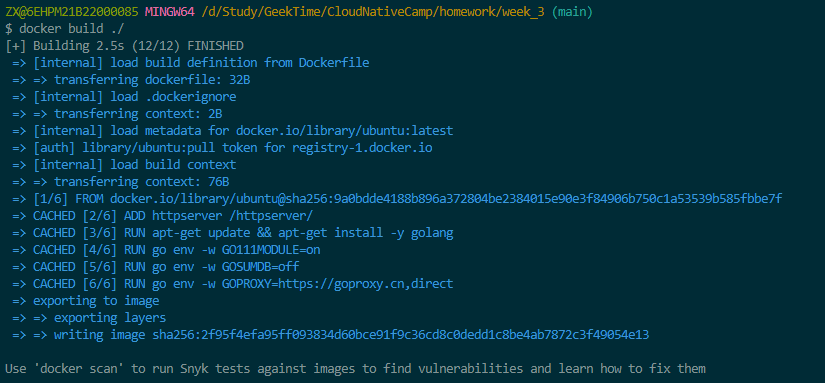 ZX@6EHPM21B22000085 MINGW64 /d/Study/GeekTime/CloudNativeCamp/homework/week_3 (main)
$ docker build ./
[+] Building 2.5s (12/12) FINISHED
=> [internal] load build definition from Dockerfile
=> => transferring dockerfile: 32B
=> [internal] load .dockerignore
=> => transferring context: 2B
=> [internal] load metadata for docker.io/library/ubuntu:latest
=> [auth] library/ubuntu:pull token for registry-1.docker.io
=> [internal] load build context
=> => transferring context: 76B
=> [1/6] FROM docker.io/library/ubuntu@sha256:9a0bdde4188b896a372804be2384015e90e3f84906b750c1a53539b585fbbe7f
=> CACHED [2/6] ADD httpserver /httpserver/
=> CACHED [3/6] RUN apt-get update && apt-get install -y golang
=> CACHED [4/6] RUN go env -w GO111MODULE=on
=> CACHED [5/6] RUN go env -w GOSUMDB=off
=> CACHED [6/6] RUN go env -w GOPROXY=https://goproxy.cn,direct
=> exporting to image
=> => exporting layers
=> => writing image sha256:2f95f4efa95ff093834d60bce91f9c36cd8c0dedd1c8be4ab7872c3f49054e13
Use 'docker scan' to run Snyk tests against images to find vulnerabilities and learn how to fix them